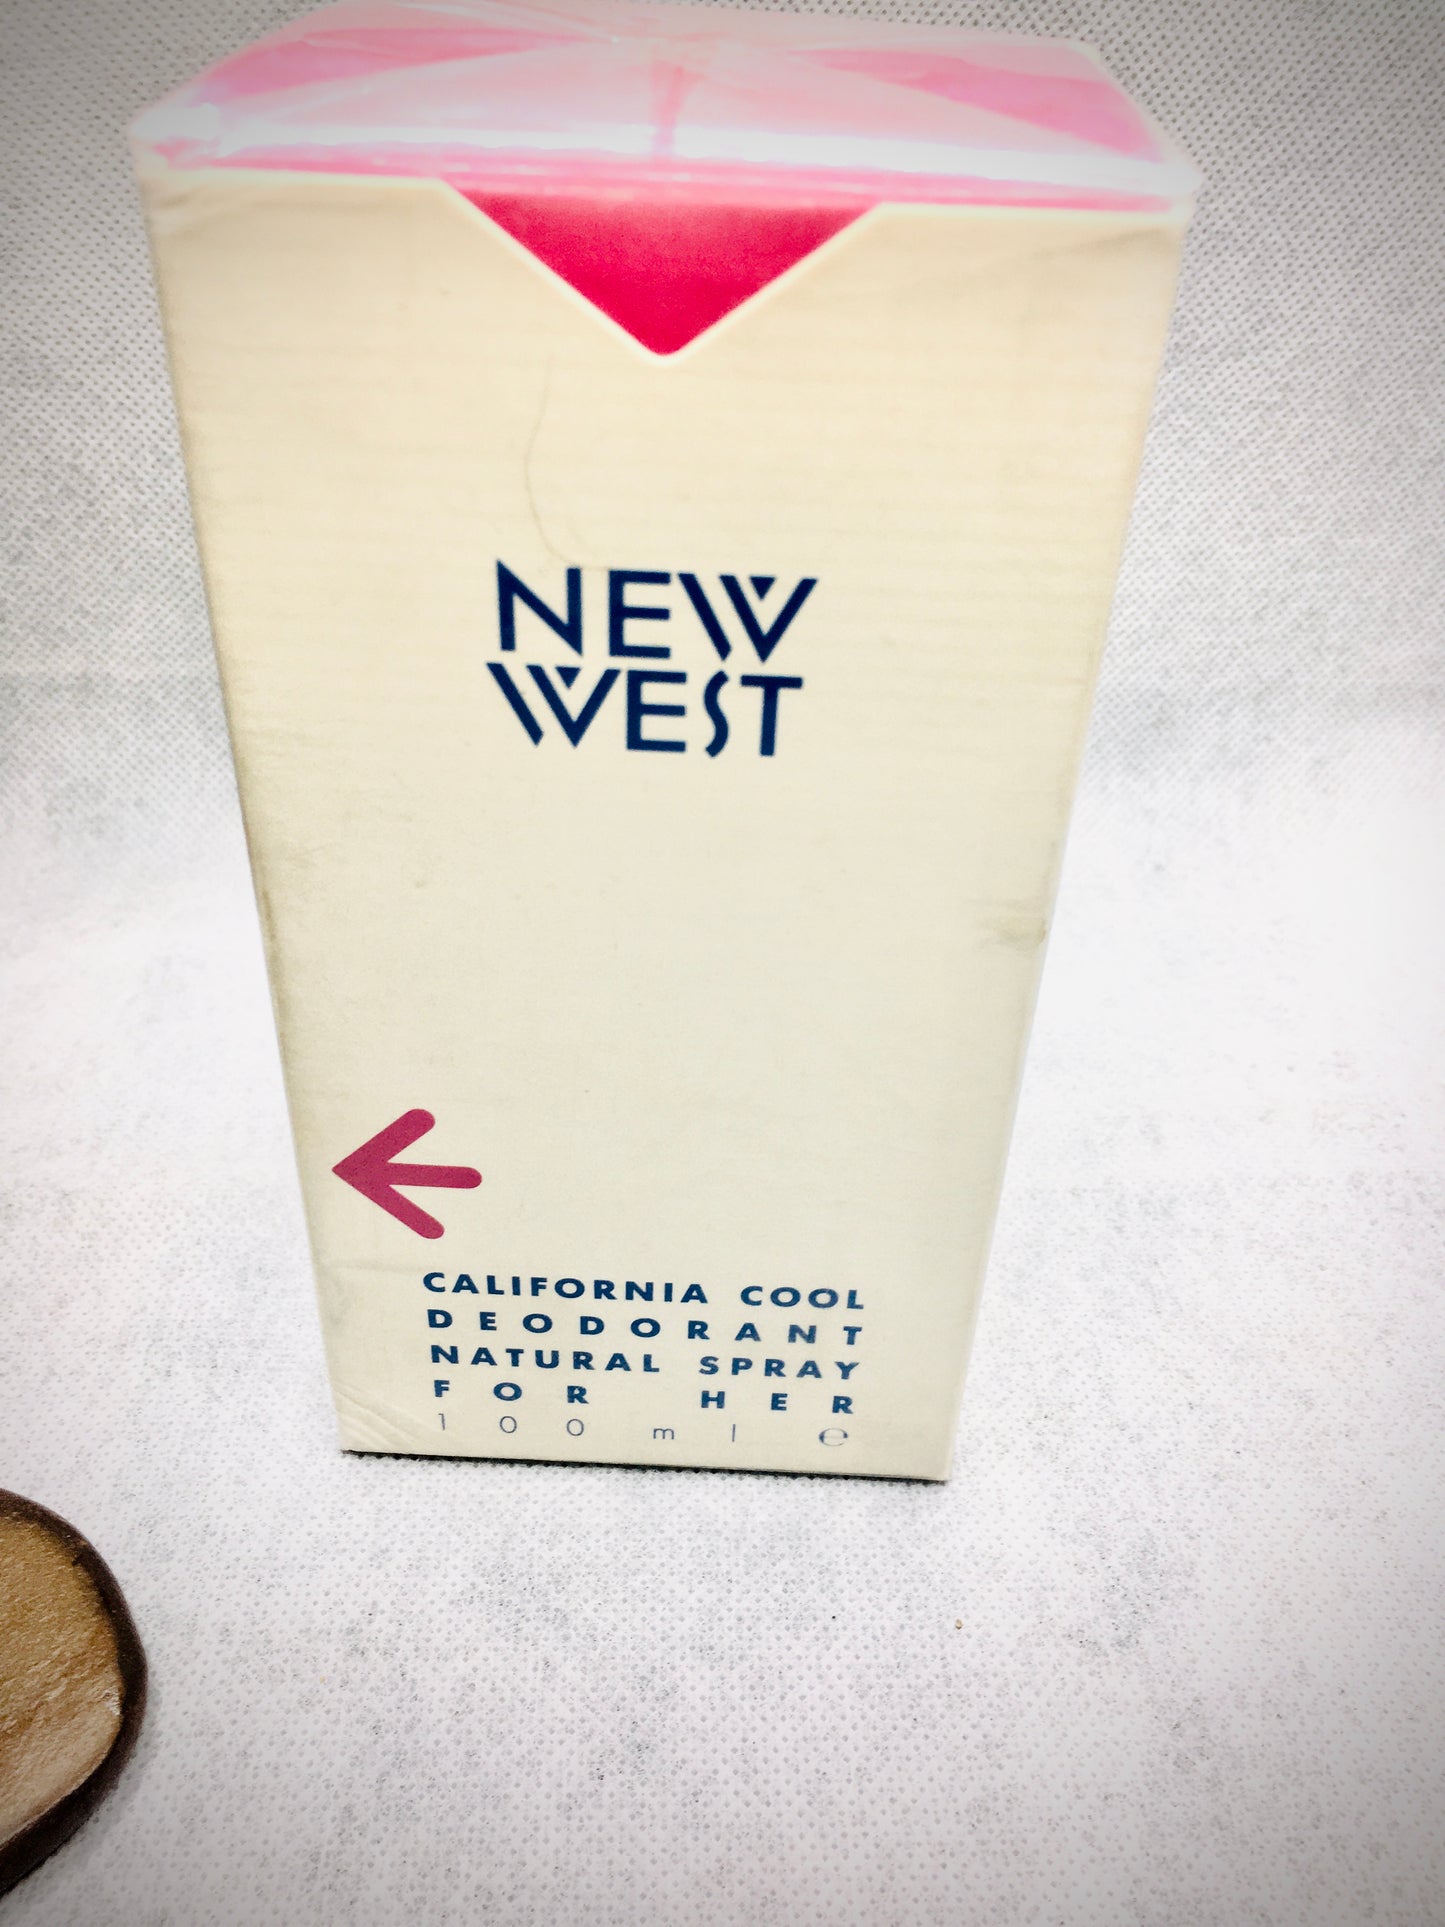 NEW
WEST
CALIFORNIA COOL
DEODORANT
NATURAL SPRAY
FOR HER
100 ml ℮